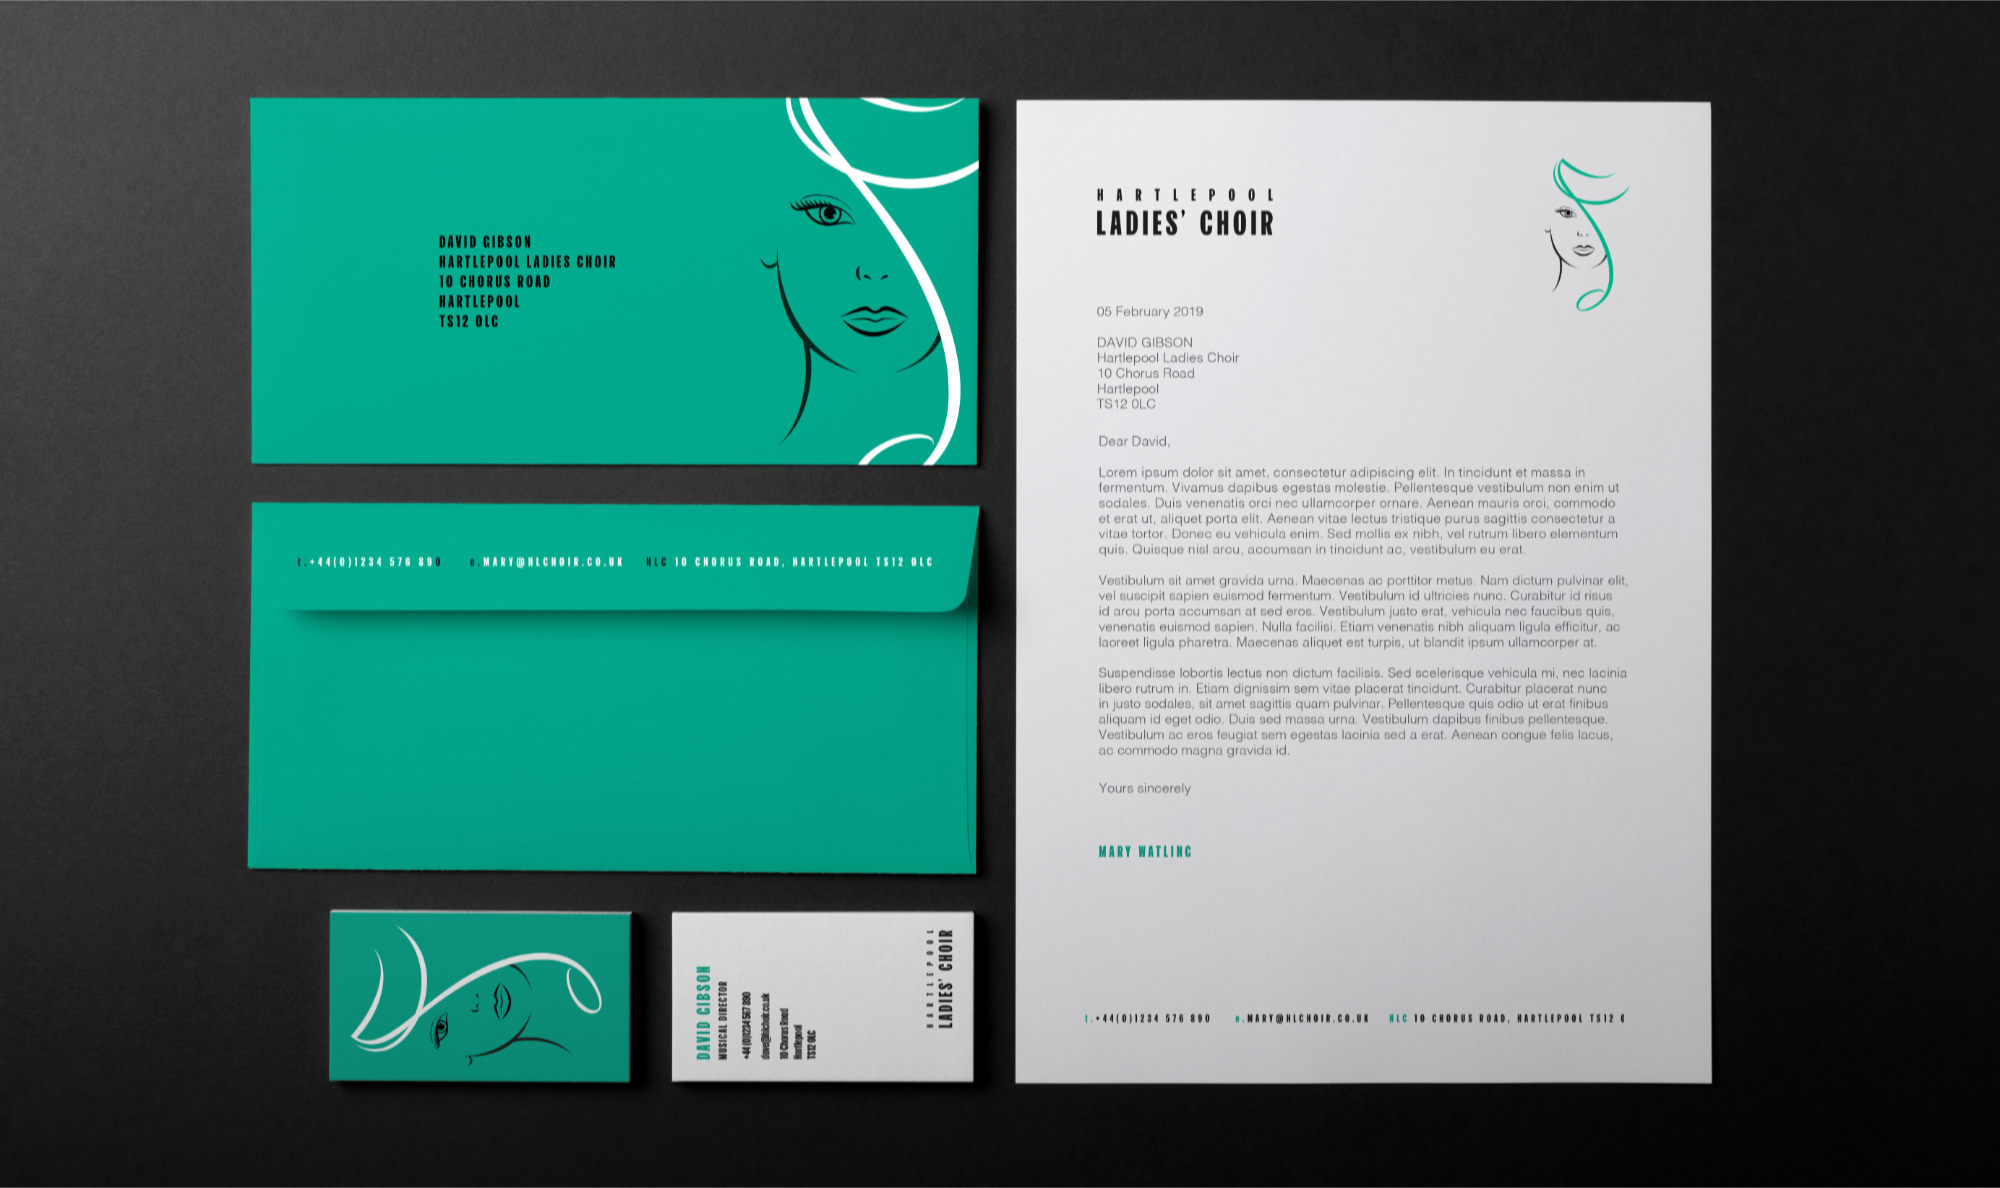 DAVID GIBSON
HARTLEPOOL LADIES CHOIR
10 CHORUS ROAD
HARTLEPOOL
TS12 0LC
t.+44(0)1234 576 890 e.MARY@HLCHOIR.CO.UK HLC 10 CHORUS ROAD, HARTLEPOOL TS12 0LC
DAVID GIBSON
MUSICAL DIRECTOR
+44 (0)1234 567 890
dave@hlchoir.co.uk
10 Chorus Road
Hartlepool
TS12 0LC
HARTLEPOOL
LADIES' CHOIR
HARTLEPOOL
LADIES' CHOIR
05 February 2019
DAVID GIBSON
Hartlepool Ladies Choir
10 Chorus Road
Hartlepool
TS12 0LC
Dear David,
Lorem ipsum dolor sit amet, consectetur adipiscing elit. In tincidunt et massa in
fermentum. Vivamus dapibus egestas molestie. Pellentesque vestibulum non enim ut
sodales. Duis venenatis orci nec ullamcorper ornare. Aenean mauris orci, commodo
et erat ut, aliquet porta elit. Aenean vitae lectus tristique purus sagittis consectetur a
vitae tortor. Donec eu vehicula enim. Sed mollis ex nibh, vel rutrum libero elementum
quis. Quisque nisl arcu, accumsan in tincidunt ac, vestibulum eu erat.
Vestibulum sit amet gravida urna. Maecenas ac porttitor metus. Nam dictum pulvinar elit,
vel suscipit sapien euismod fermentum. Vestibulum id ultricies nunc. Curabitur id risus
id arcu porta accumsan at sed eros. Vestibulum justo erat, vehicula nec faucibus quis,
venenatis euismod sapien. Nulla facilisi. Etiam venenatis nibh aliquam ligula efficitur, ac
laoreet ligula pharetra. Maecenas aliquet est turpis, ut blandit ipsum ullamcorper at.
Suspendisse lobortis lectus non dictum facilisis. Sed scelerisque vehicula mi, nec lacinia
libero rutrum in. Etiam dignissim sem vitae placerat tincidunt. Curabitur placerat nunc
in justo sodales, sit amet sagittis quam pulvinar. Pellentesque quis odio ut erat finibus
aliquam id eget odio. Duis sed massa urna. Vestibulum dapibus finibus pellentesque.
Vestibulum ac eros feugiat sem egestas lacinia sed a erat. Aenean congue felis lacus,
ac commodo magna gravida id.
Yours sincerely
MARY WATLING
t.+44(0)1234 576 890 e.MARY@HLCHOIR.CO.UK HLC 10 CHORUS ROAD, HARTLEPOOL TS12 0